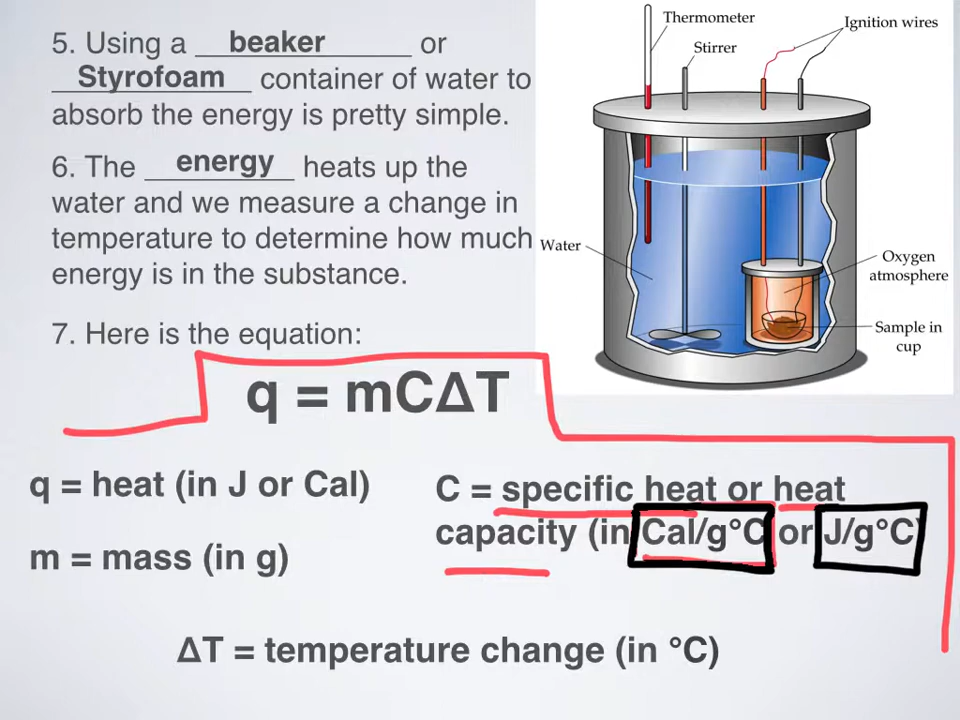 5. Using a beaker or
Styrofoam container of water to
absorb the energy is pretty simple.
6. The energy heats up the
water and we measure a change in
temperature to determine how much
energy is in the substance.
7. Here is the equation:
q = mCΔT
q = heat (in J or Cal)
m = mass (in g)
C = specific heat or heat
capacity (in Cal/g°C or J/g°C)
ΔT = temperature change (in °C)
Thermometer
Stirrer
Ignition wires
Water
Oxygen
atmosphere
Sample in
cup